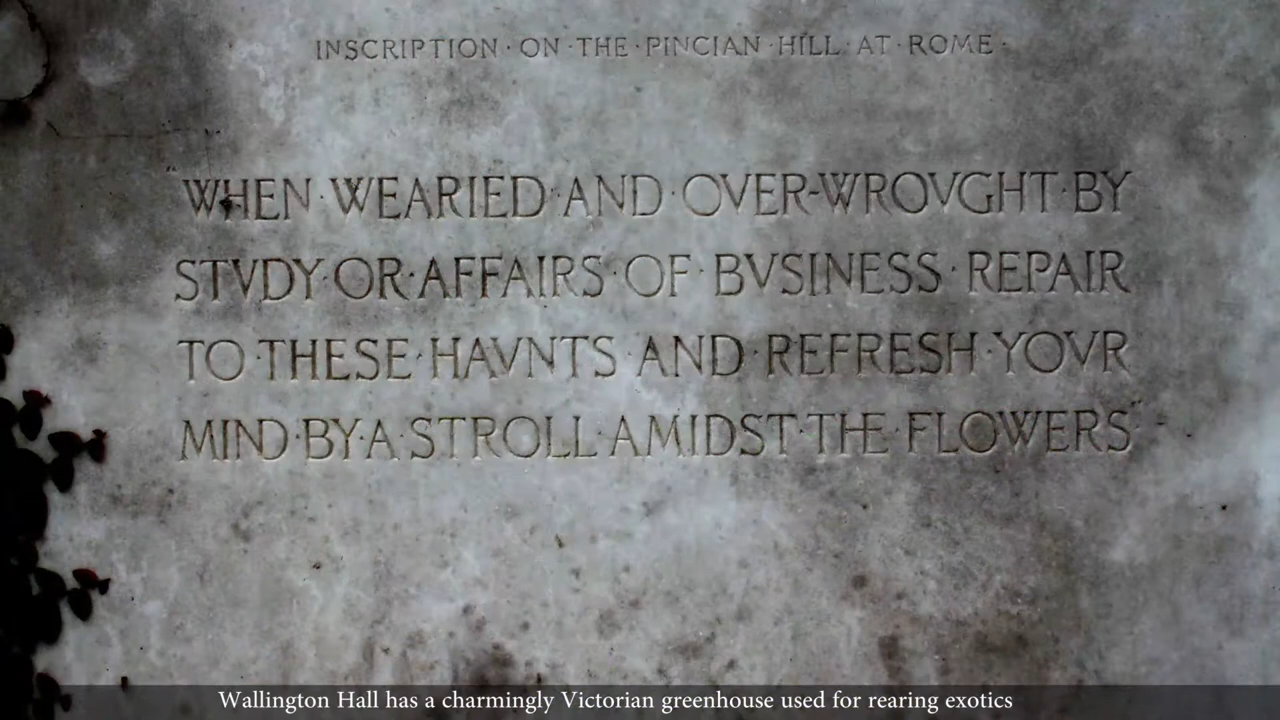 INSCRIPTION · ON · THE · PINCIAN · HILL · AT · ROME ·
"WHEN · WEARIED · AND · OVER-WROVGHT · BY
STVDY · OR · AFFAIRS · OF · BVSINESS · REPAIR
TO · THESE · HAVNTS · AND · REFRESH · YOVR
MIND · BY · A · STROLL · AMIDST · THE · FLOWERS"
Wallington Hall has a charmingly Victorian greenhouse used for rearing exotics